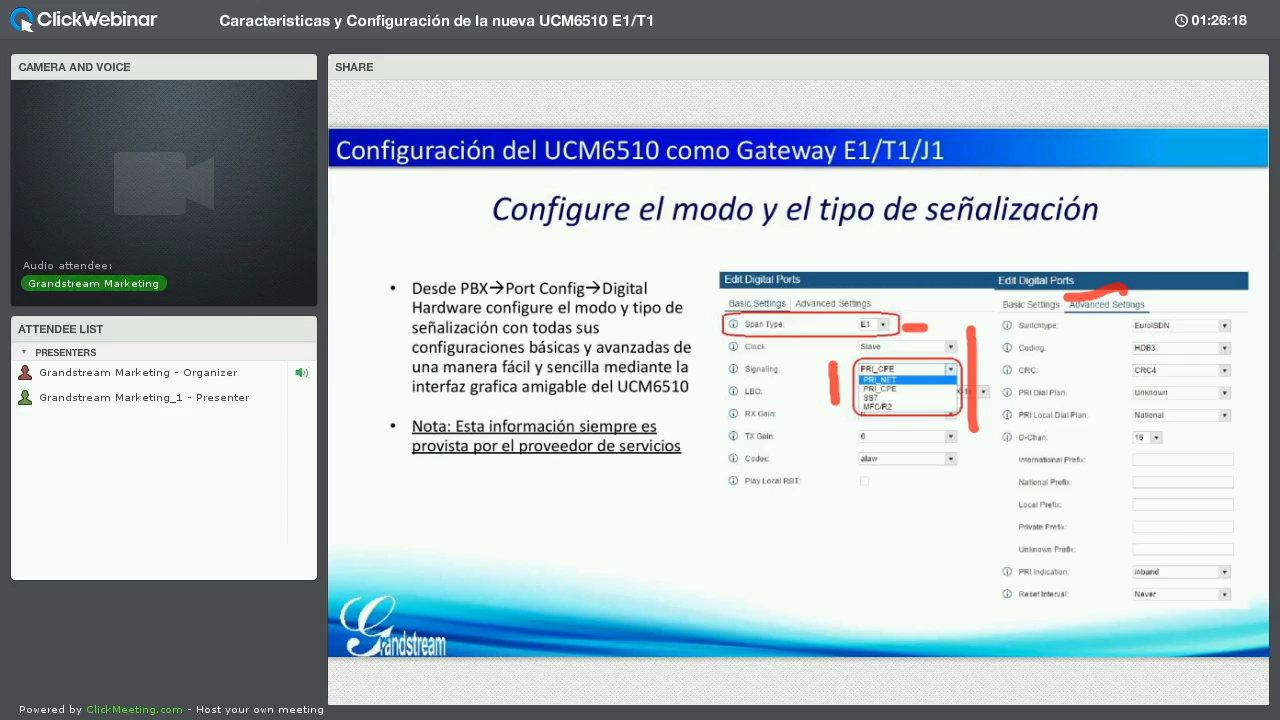 ClickWebinar
Caracteristicas y Configuración de la nueva UCM6510 E1/T1
01:26:18
CAMERA AND VOICE
Audio attendee:
Grandstream Marketing
ATTENDEE LIST
PRESENTERS
Grandstream Marketing - Organizer
Grandstream Marketing_1 - Presenter
SHARE
Configuración del UCM6510 como Gateway E1/T1/J1
Configure el modo y el tipo de señalización
• Desde PBX→Port Config→Digital
Hardware configure el modo y tipo de
señalización con todas sus
configuraciones básicas y avanzadas de
una manera fácil y sencilla mediante la
interfaz grafica amigable del UCM6510
• Nota: Esta información siempre es
provista por el proveedor de servicios
Edit Digital Ports
Basic Settings Advanced Settings
Span Type: E1
Clock: Slave
Signaling: PRI_CPE
PRI_NET
PRI_CPE
SS7
MFC/R2
LBO:
RX Gain:
TX Gain: 0
Codec: alaw
Play Local RBT:
Edit Digital Ports
Basic Settings Advanced Settings
Switchtype: EuroISDN
Coding: HDB3
CRC: CRC4
PRI Dial Plan: Unknown
PRI Local Dial Plan: National
D-Chan: 16
International Prefix:
National Prefix:
Local Prefix:
Private Prefix:
Unknown Prefix:
PRI Indication: inband
Reset Interval: Never
Grandstream
Powered by ClickMeeting.com - Host your own meeting